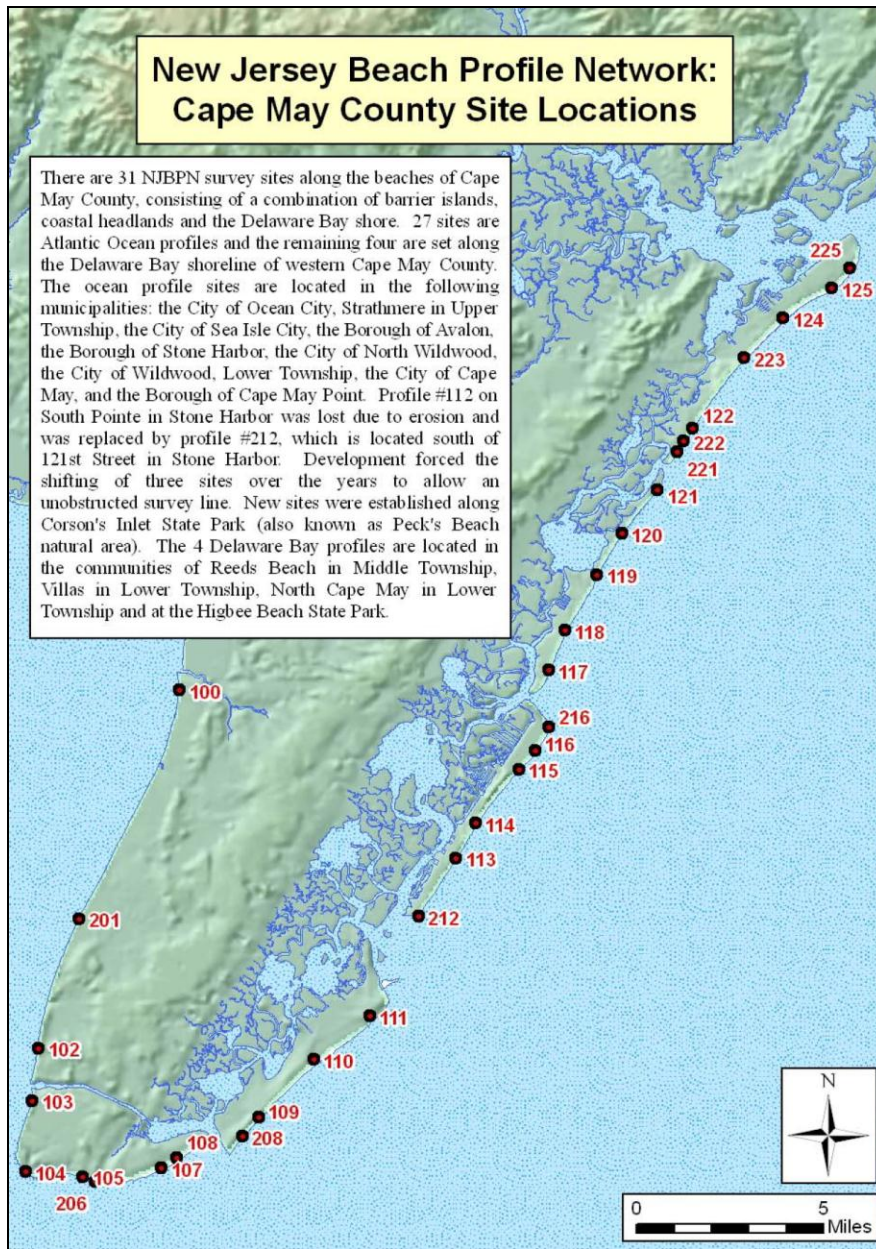 New Jersey Beach Profile Network:
Cape May County Site Locations
There are 31 NJBPN survey sites along the beaches of Cape
May County, consisting of a combination of barrier islands,
coastal headlands and the Delaware Bay shore. 27 sites are
Atlantic Ocean profiles and the remaining four are set along
the Delaware Bay shoreline of western Cape May County.
The ocean profile sites are located in the following
municipalities: the City of Ocean City, Strathmere in Upper
Township, the City of Sea Isle City, the Borough of Avalon,
the Borough of Stone Harbor, the City of North Wildwood,
the City of Wildwood, Lower Township, the City of Cape
May, and the Borough of Cape May Point. Profile #112 on
South Pointe in Stone Harbor was lost due to erosion and
was replaced by profile #212, which is located south of
121st Street in Stone Harbor. Development forced the
shifting of three sites over the years to allow an
unobstructed survey line. New sites were established along
Corson's Inlet State Park (also known as Peck's Beach
natural area). The 4 Delaware Bay profiles are located in
the communities of Reeds Beach in Middle Township,
Villas in Lower Township, North Cape May in Lower
Township and at the Higbee Beach State Park.
225
125
124
223
122
222
221
121
120
119
118
117
100
216
116
115
114
113
212
201
111
102
110
103
109
208
108
107
104
105
206
N
0 5
Miles